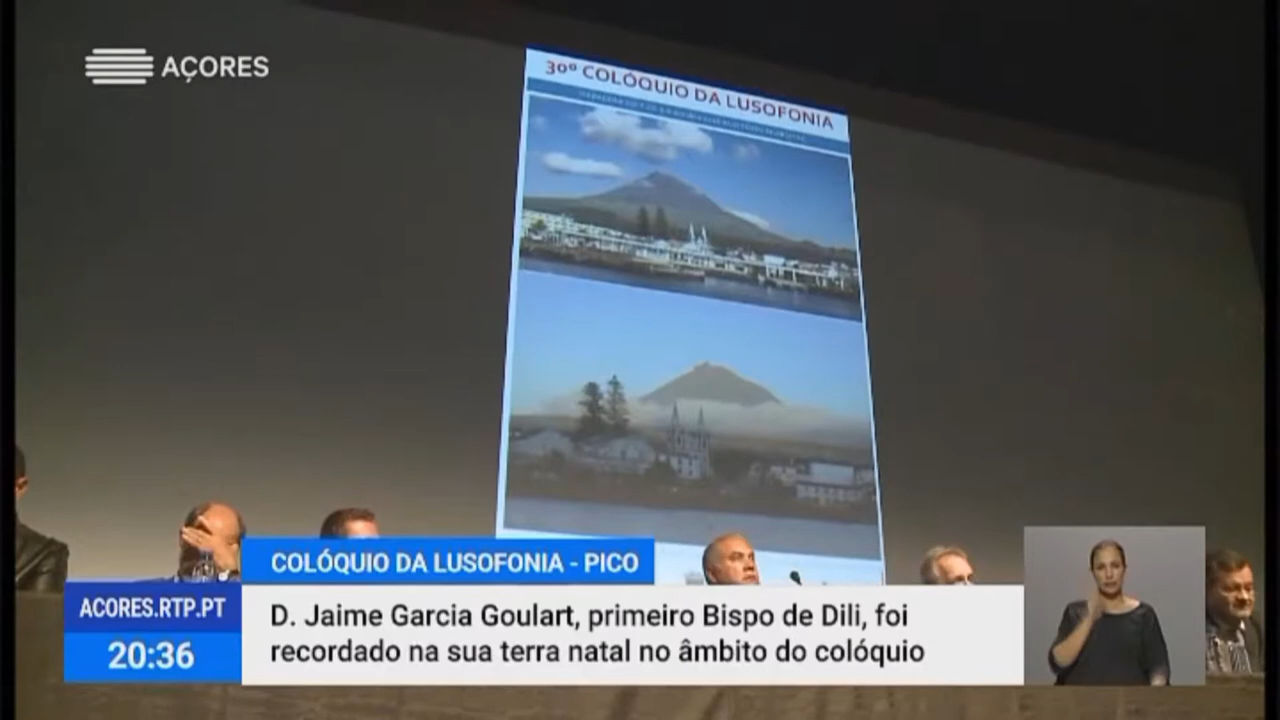 AÇORES
30º COLÓQUIO DA LUSOFONIA
COLÓQUIO DA LUSOFONIA - PICO
ACORES.RTP.PT
20:36
D. Jaime Garcia Goulart, primeiro Bispo de Dili, foi
recordado na sua terra natal no âmbito do colóquio